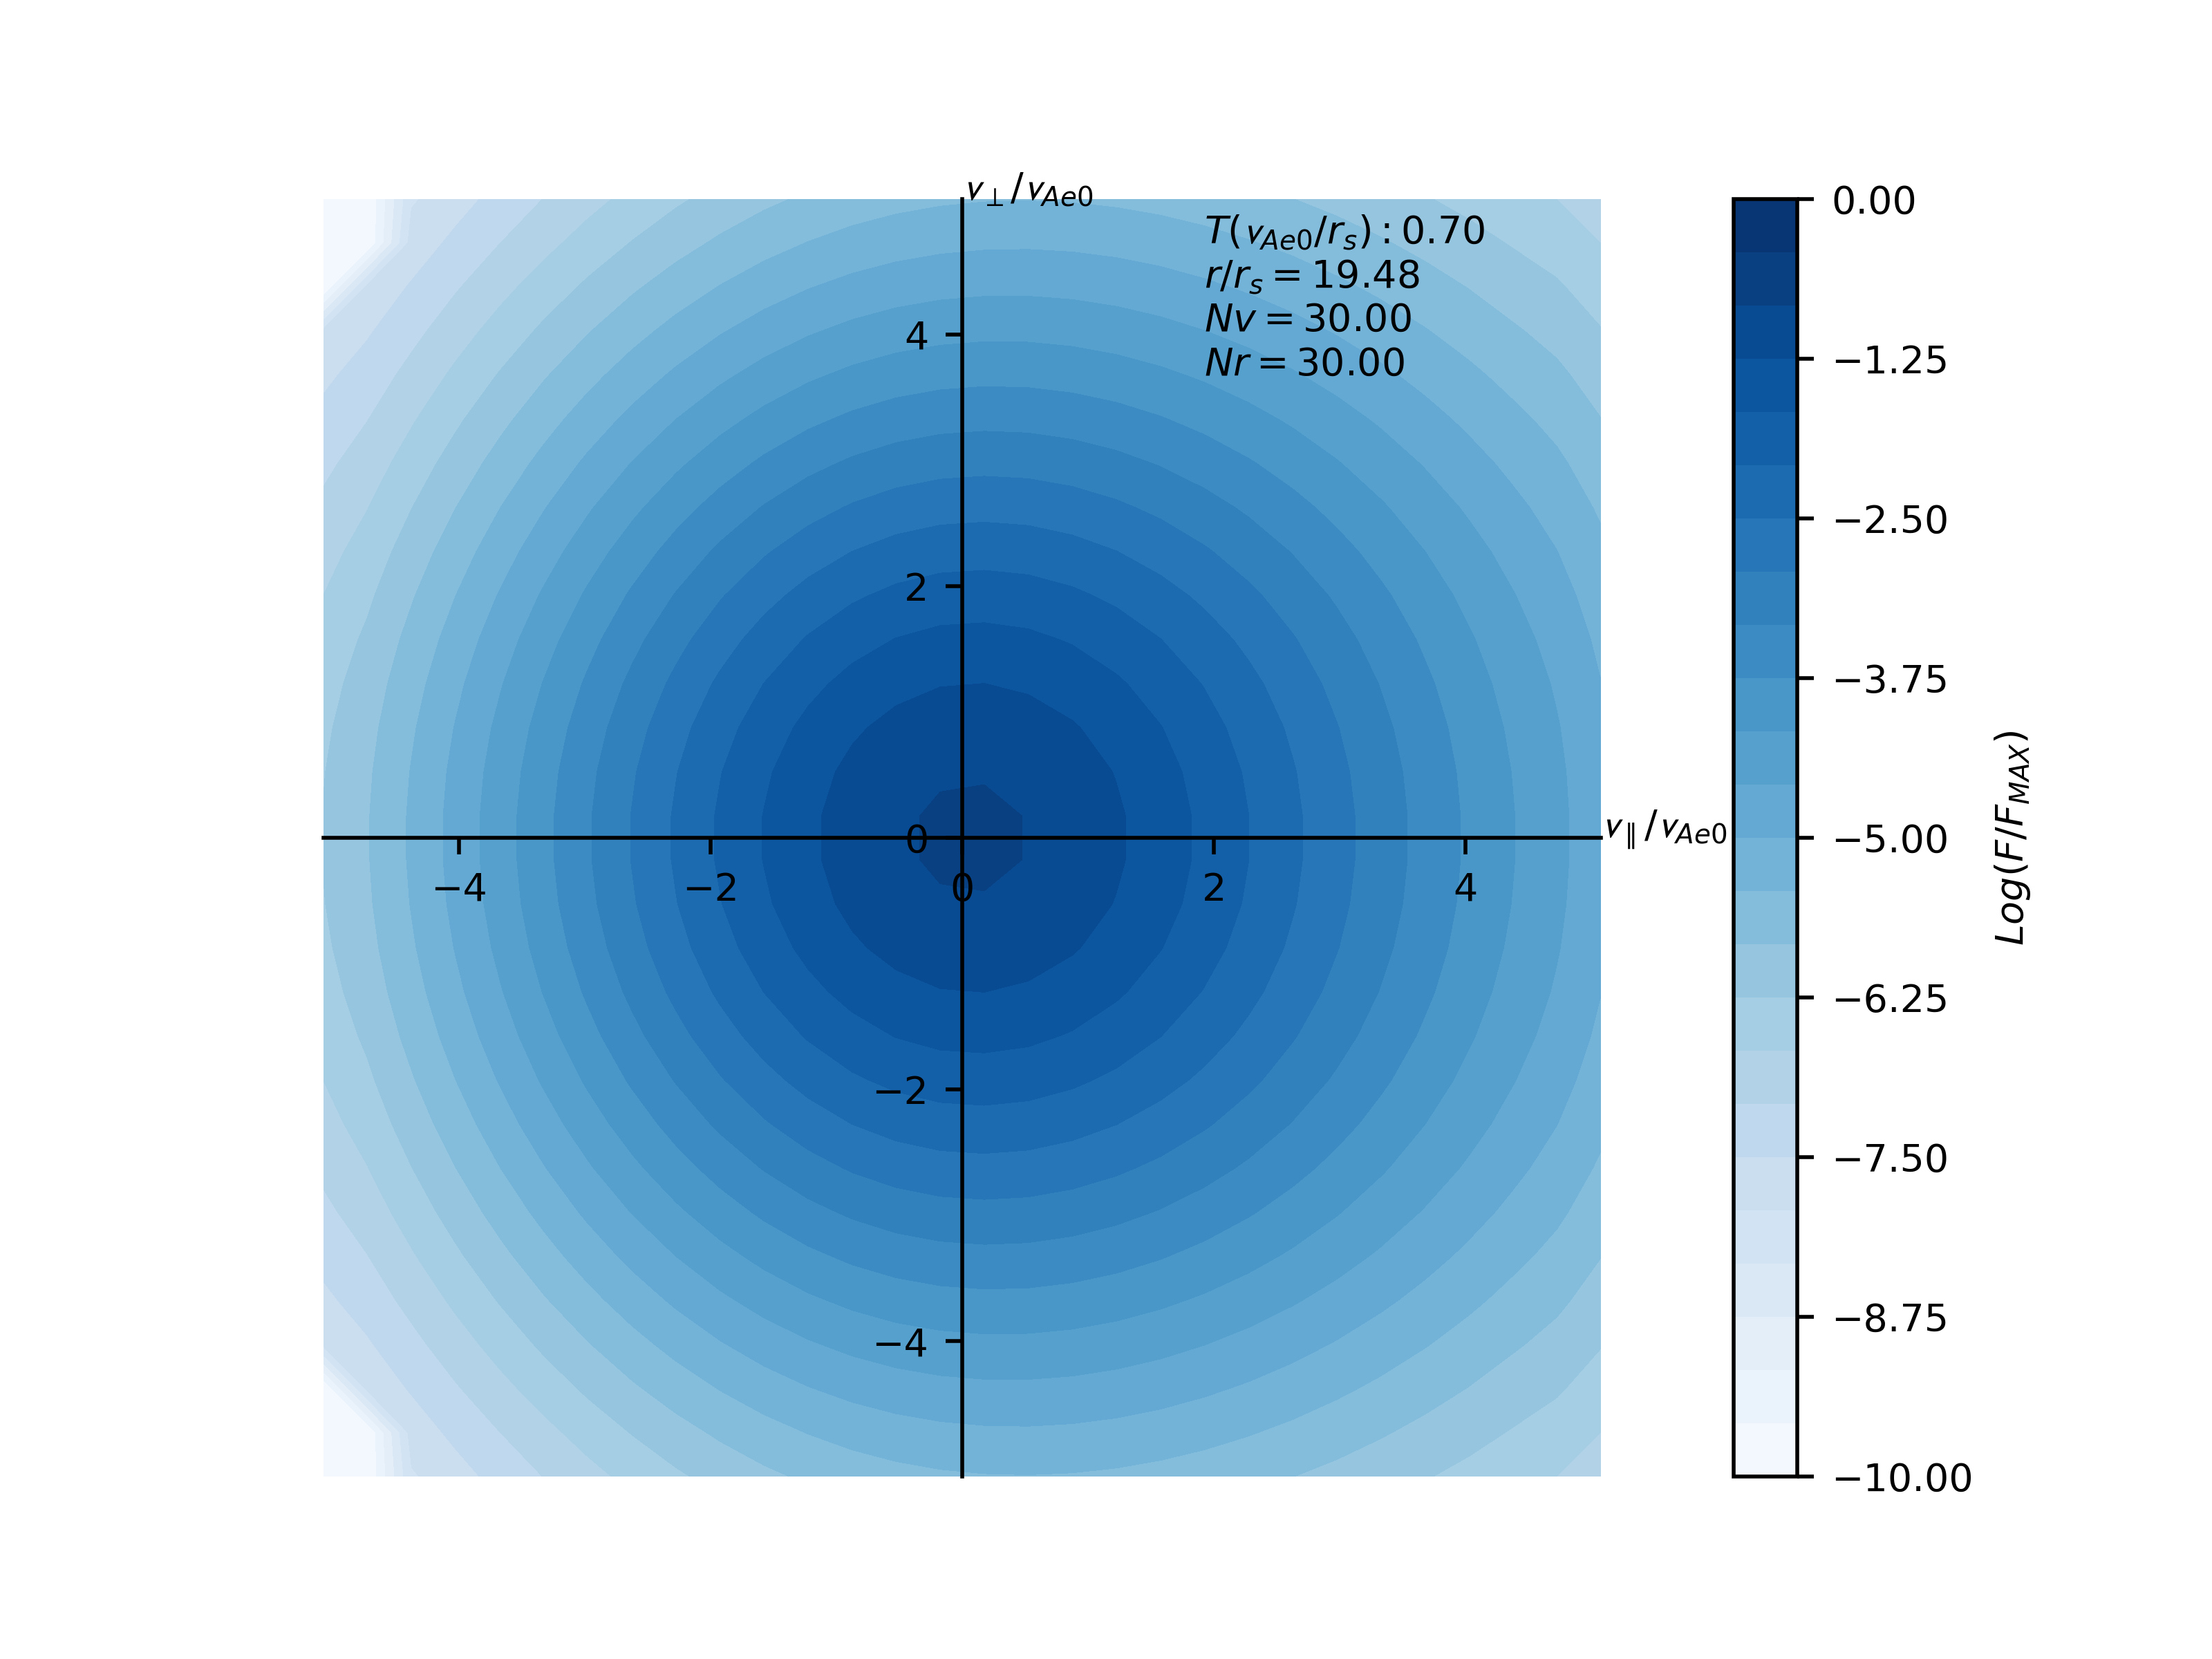 v⊥/vAe0
T(vAe0/rs) : 0.70
r/rs = 19.48
Nv = 30.00
Nr = 30.00
4
2
0
−2
−4
−4
−2
0
2
4
v∥/vAe0
0.00
−1.25
−2.50
−3.75
−5.00
−6.25
−7.50
−8.75
−10.00
Log(F/FMAX)